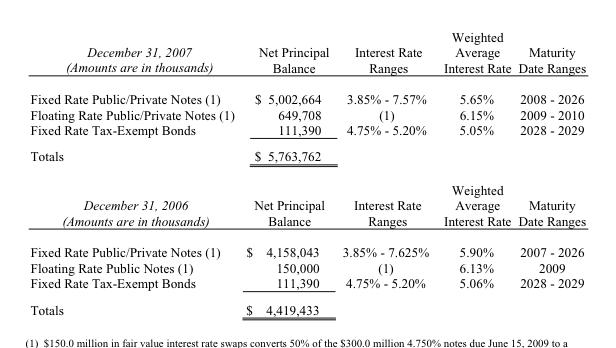 Weighted
December 31, 2007 Net Principal Interest Rate Average Maturity
(Amounts are in thousands) Balance Ranges Interest Rate Date Ranges
Fixed Rate Public/Private Notes (1) $ 5,002,664 3.85% - 7.57% 5.65% 2008 - 2026
Floating Rate Public/Private Notes (1) 649,708 (1) 6.15% 2009 - 2010
Fixed Rate Tax-Exempt Bonds 111,390 4.75% - 5.20% 5.05% 2028 - 2029
Totals $ 5,763,762
Weighted
December 31, 2006 Net Principal Interest Rate Average Maturity
(Amounts are in thousands) Balance Ranges Interest Rate Date Ranges
Fixed Rate Public/Private Notes (1) $ 4,158,043 3.85% - 7.625% 5.90% 2007 - 2026
Floating Rate Public Notes (1) 150,000 (1) 6.13% 2009
Fixed Rate Tax-Exempt Bonds 111,390 4.75% - 5.20% 5.06% 2028 - 2029
Totals $ 4,419,433
(1) $150.0 million in fair value interest rate swaps converts 50% of the $300.0 million 4.750% notes due June 15, 2009 to a